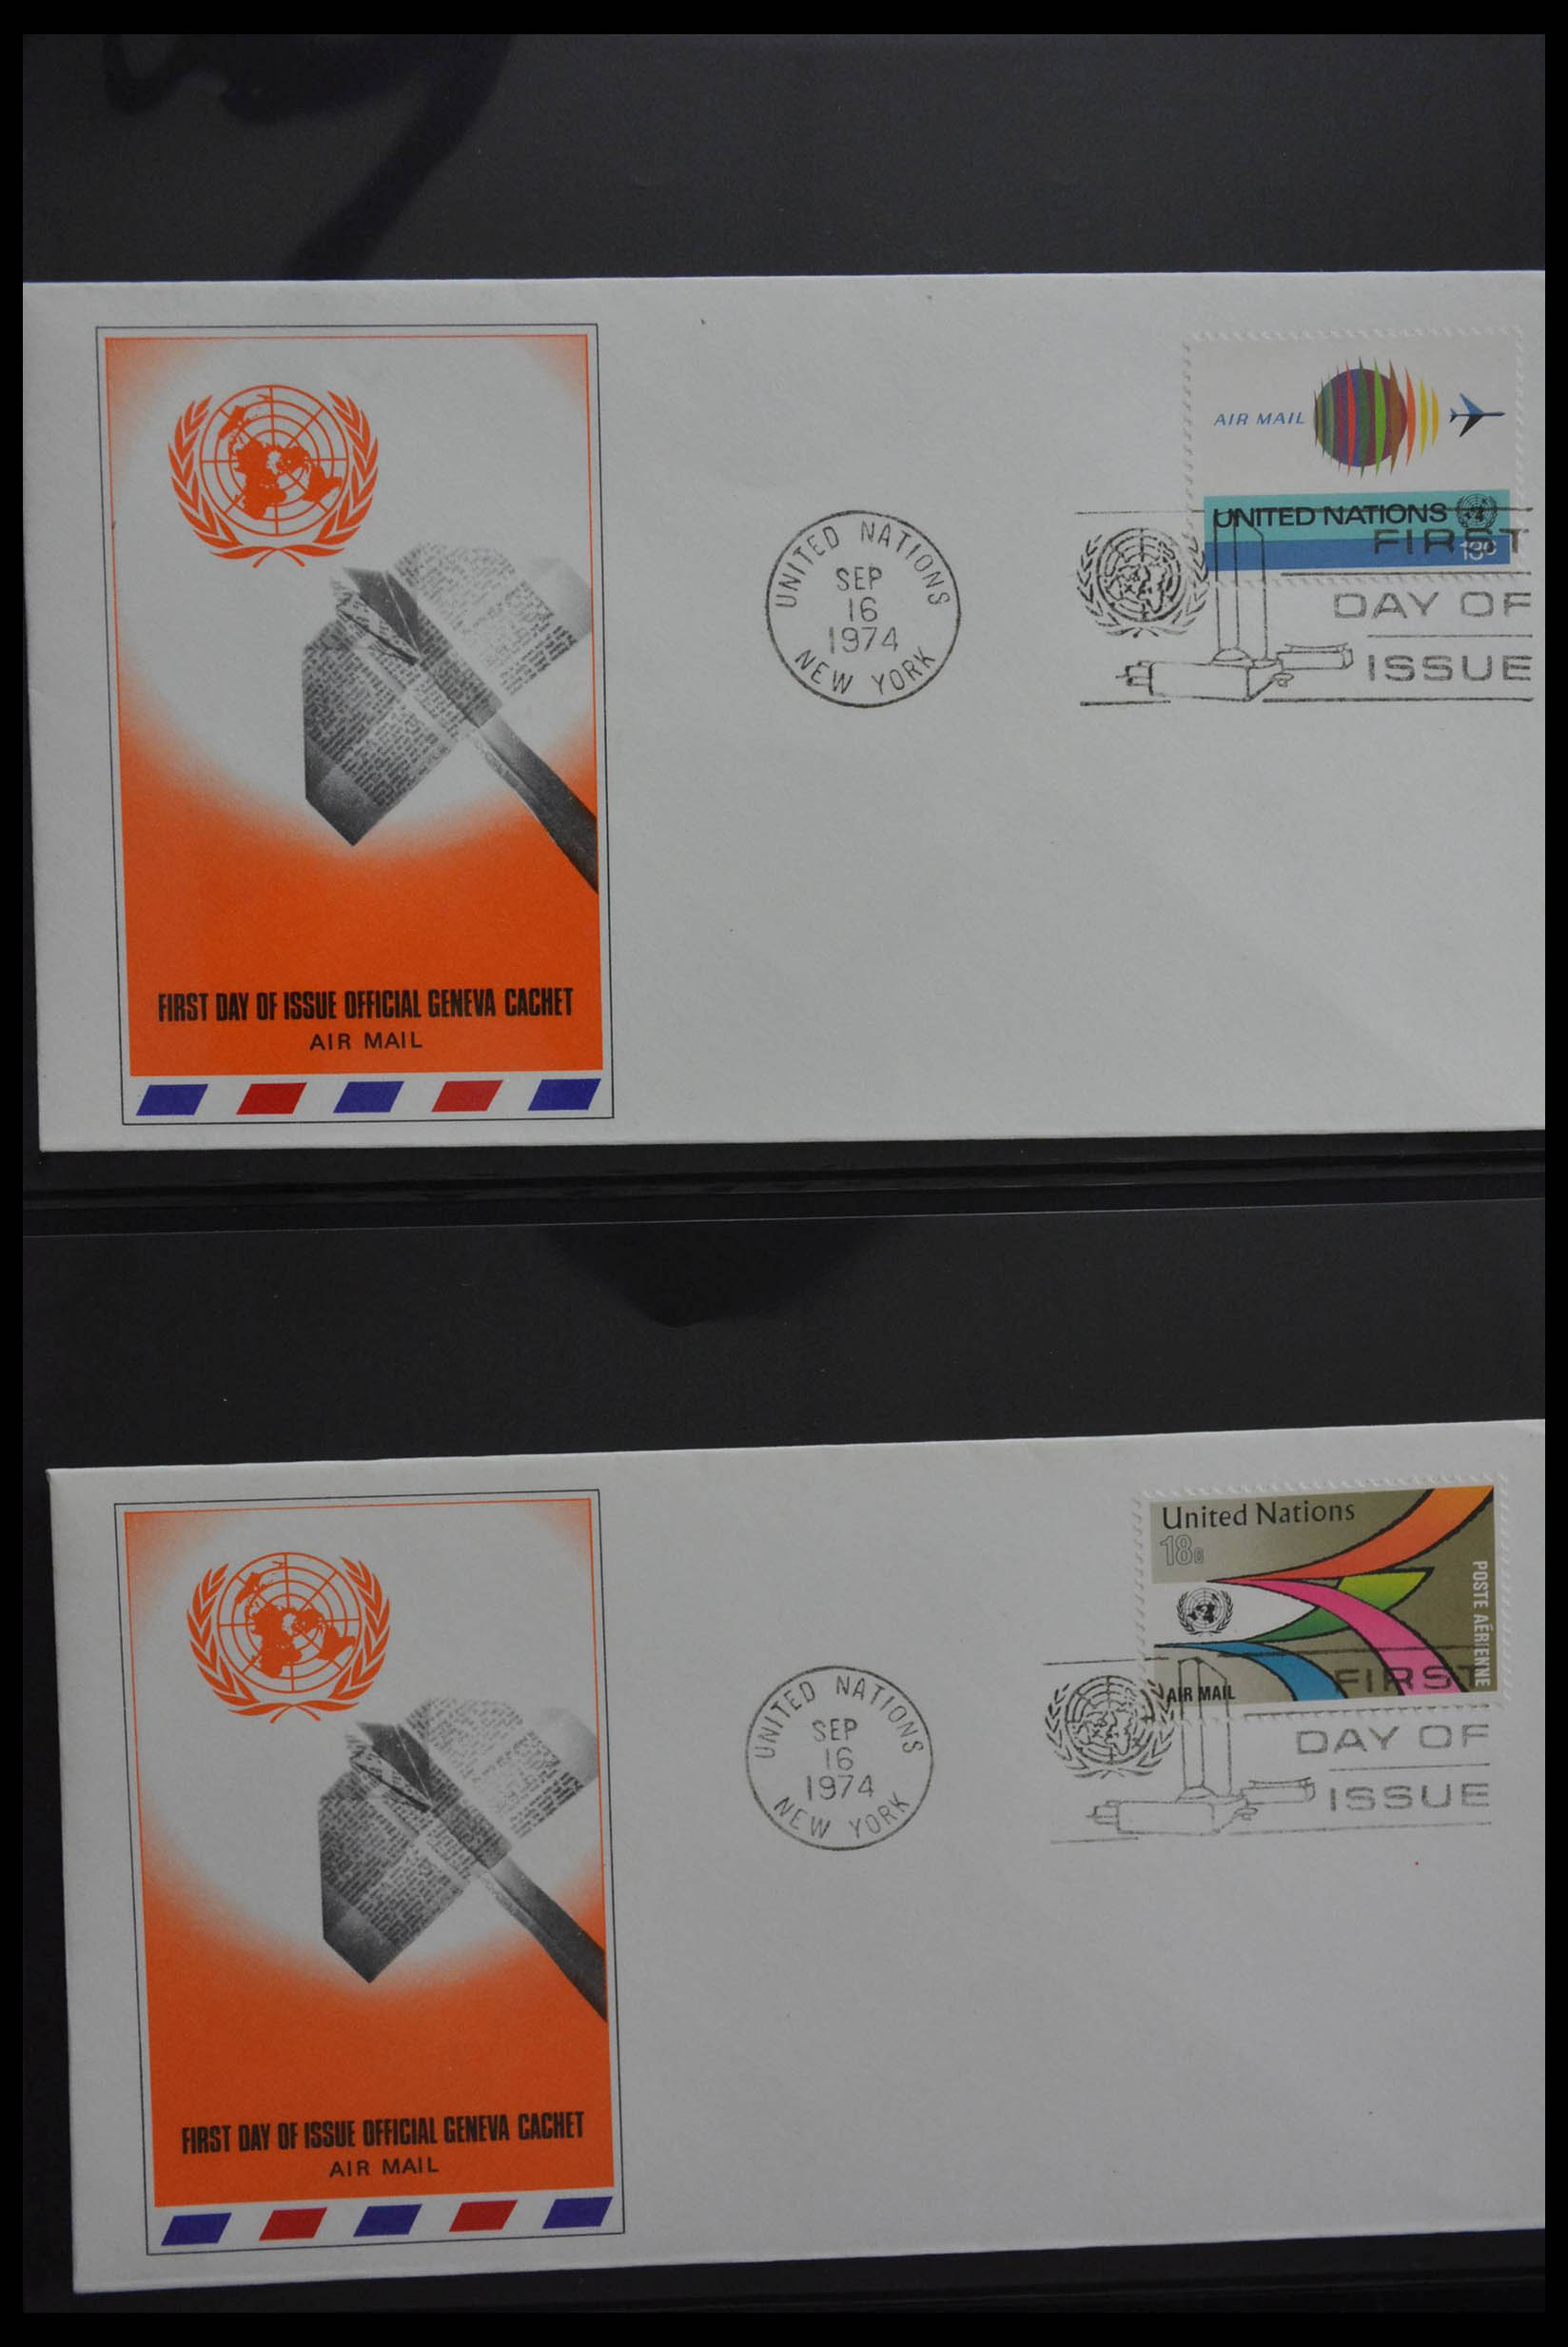 AIR MAIL
UNITED NATIONS
13c
UNITED NATIONS
SEP
16
1974
NEW YORK
FIRST
DAY OF
ISSUE
FIRST DAY OF ISSUE OFFICIAL GENEVA CACHET
AIR MAIL
United Nations
18c
POSTE AÉRIENNE
AIR MAIL
UNITED NATIONS
SEP
16
1974
NEW YORK
FIRST
DAY OF
ISSUE
FIRST DAY OF ISSUE OFFICIAL GENEVA CACHET
AIR MAIL